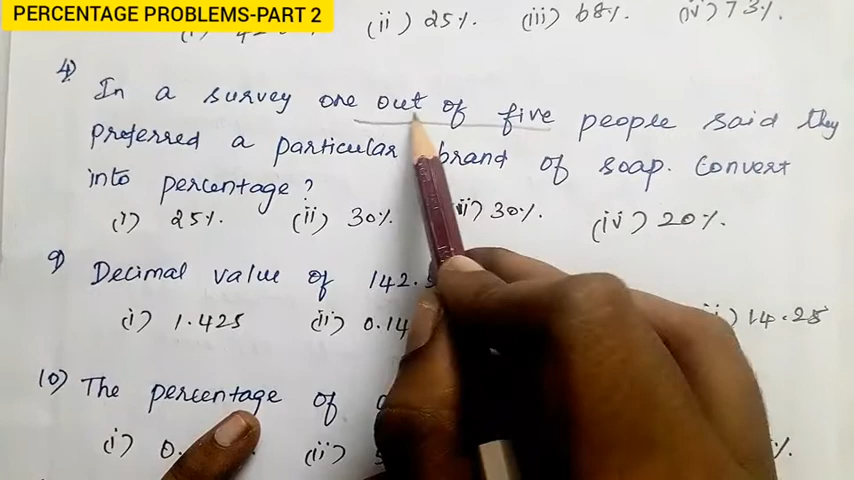 PERCENTAGE PROBLEMS-PART 2
(ii) 25%. (iii) 68%. (iv) 73%.
4) In a survey one out of five people said they
preferred a particular brand of soap. Convert
into percentage?
(i) 25%. (ii) 30%. 30%. (iv) 20%.
9) Decimal value of 142.5
(i) 1.425 (ii) 0.14 14.25
10) The percentage of
(i) 0. (ii)